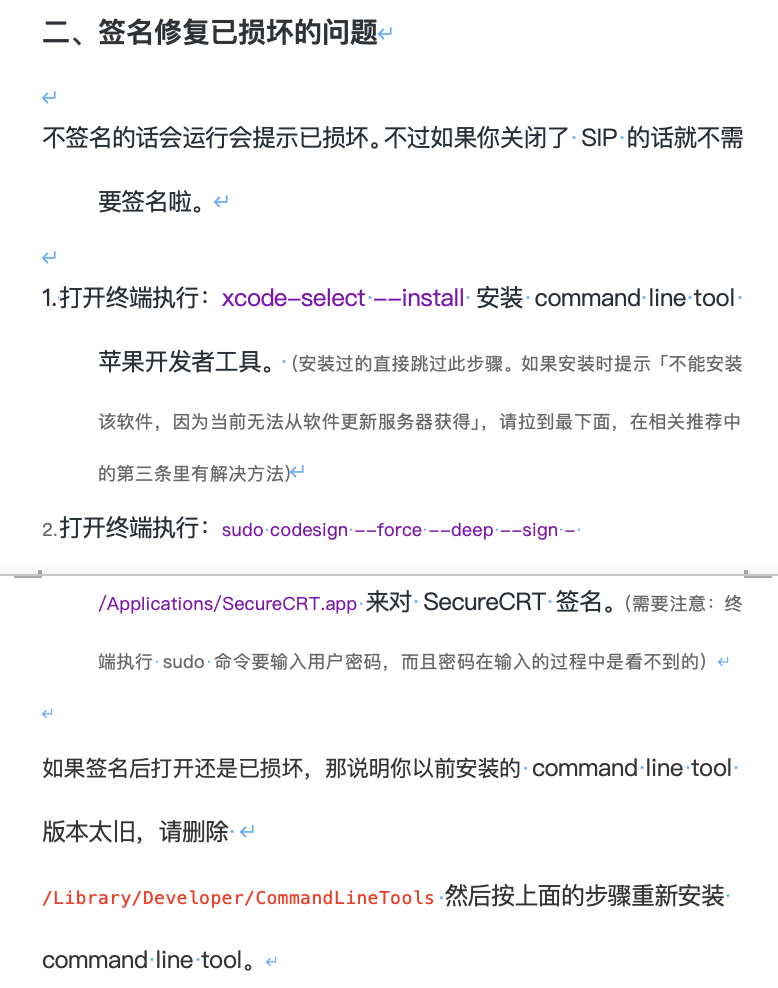 二、签名修复已损坏的问题
不签名的话会运行会提示已损坏。不过如果你关闭了 SIP 的话就不需
要签名啦。
1.打开终端执行：xcode-select --install 安装 command line tool
苹果开发者工具。 (安装过的直接跳过此步骤。如果安装时提示「不能安装
该软件，因为当前无法从软件更新服务器获得」，请拉到最下面，在相关推荐中
的第三条里有解决方法)
2.打开终端执行：sudo codesign --force --deep --sign -
/Applications/SecureCRT.app 来对 SecureCRT 签名。(需要注意：终
端执行 sudo 命令要输入用户密码，而且密码在输入的过程中是看不到的)
如果签名后打开还是已损坏，那说明你以前安装的 command line tool
版本太旧，请删除
/Library/Developer/CommandLineTools 然后按上面的步骤重新安装
command line tool。